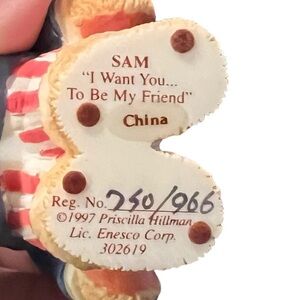 SAM
“I Want You...
To Be My Friend”
China
Reg. No. 750/966
©1997 Priscilla Hillman
Lic. Enesco Corp.
302619